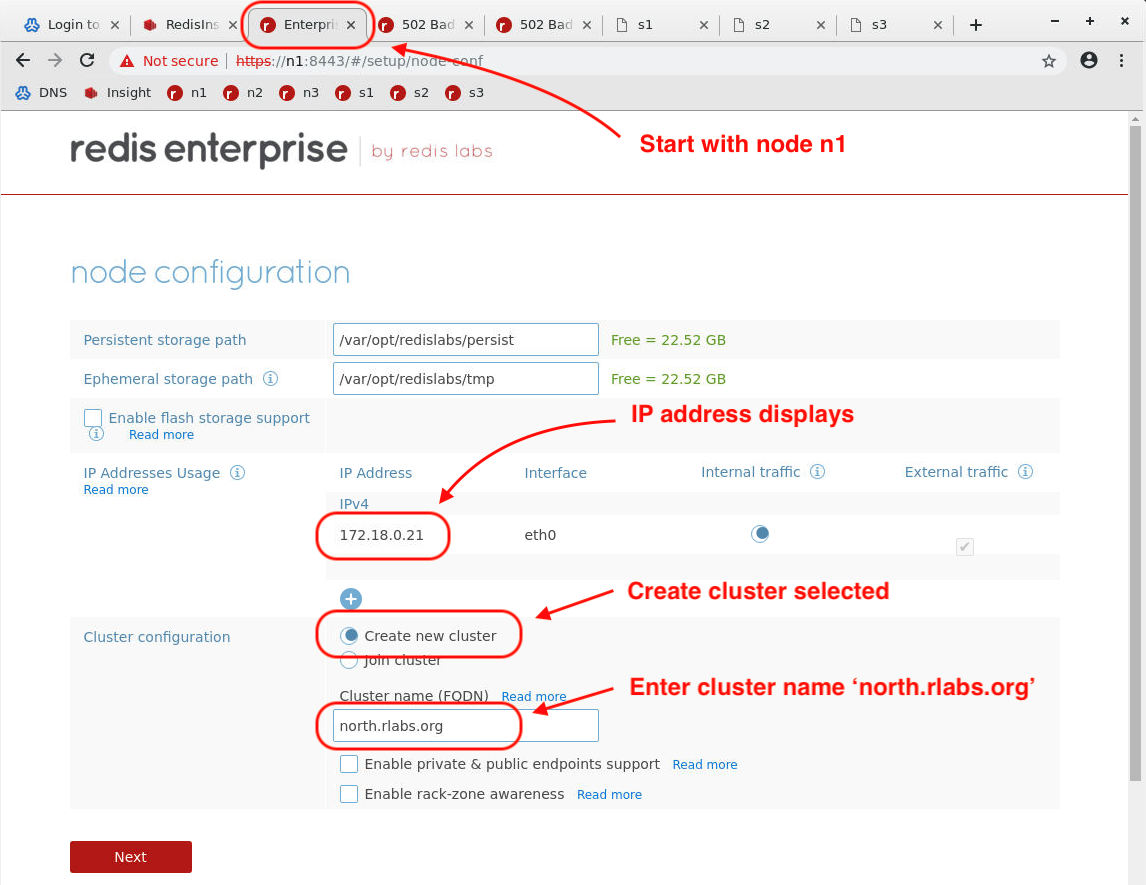 Login to
RedisIns
Enterpri
502 Bad
502 Bad
s1
s2
s3
Not secure
https://n1:8443/#/setup/node-conf
DNS
Insight
n1
n2
n3
s1
s2
s3
redis enterprise
by redis labs
Start with node n1
node configuration
Persistent storage path
/var/opt/redislabs/persist
Free = 22.52 GB
Ephemeral storage path
/var/opt/redislabs/tmp
Free = 22.52 GB
Enable flash storage support
Read more
IP address displays
IP Addresses Usage
Read more
IP Address
Interface
Internal traffic
External traffic
IPv4
172.18.0.21
eth0
Create cluster selected
Cluster configuration
Create new cluster
Join cluster
Enter cluster name ‘north.rlabs.org’
Cluster name (FQDN)
Read more
north.rlabs.org
Enable private & public endpoints support
Read more
Enable rack-zone awareness
Read more
Next